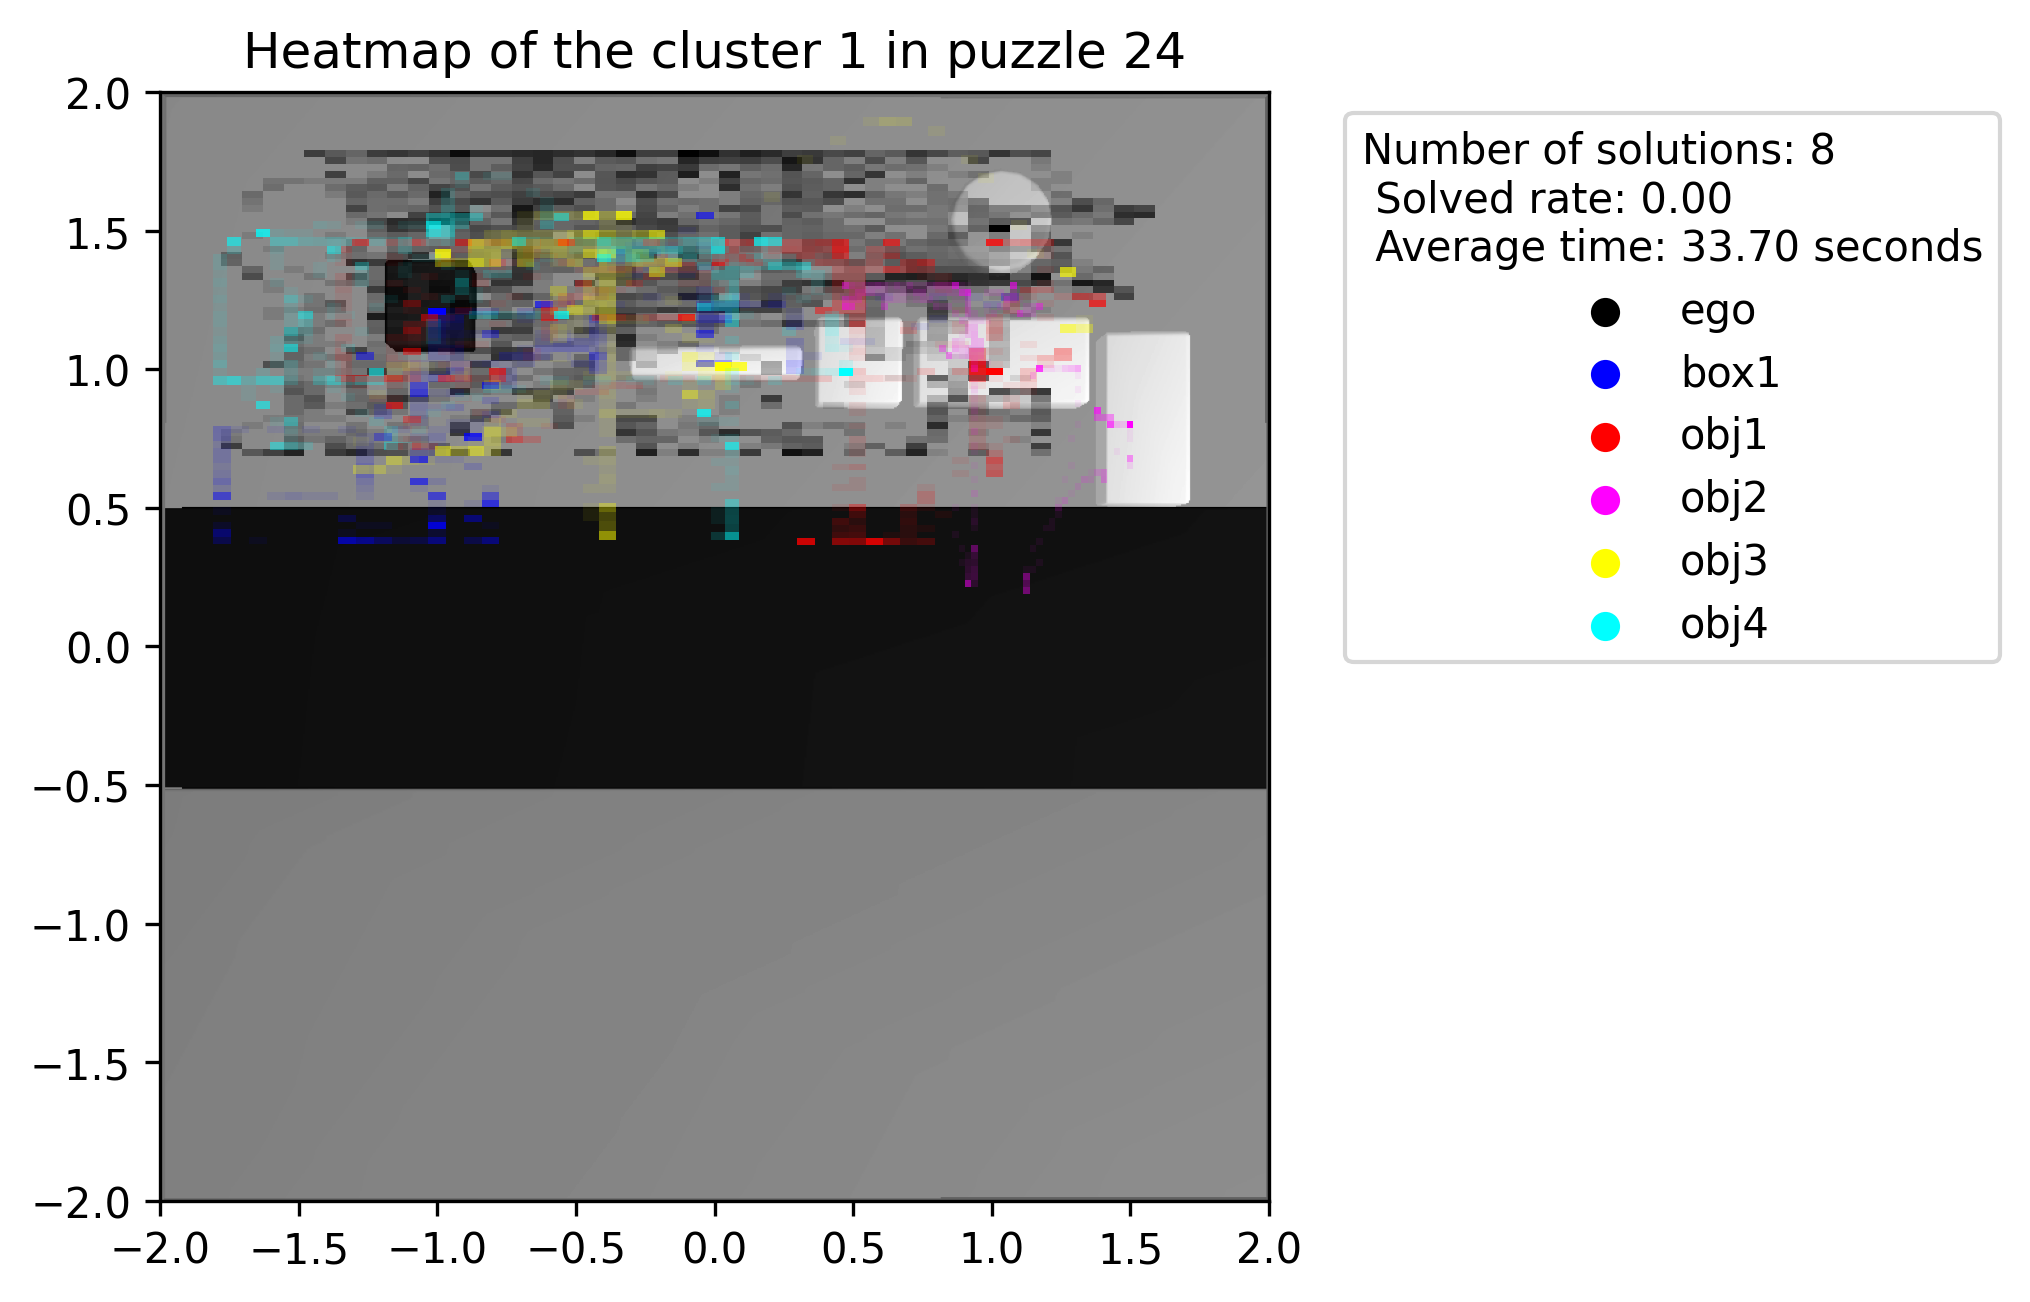 Heatmap of the cluster 1 in puzzle 24
2.0
1.5
1.0
0.5
0.0
−0.5
−1.0
−1.5
−2.0
−2.0 −1.5 −1.0 −0.5 0.0 0.5 1.0 1.5 2.0
Number of solutions: 8
Solved rate: 0.00
Average time: 33.70 seconds
ego
box1
obj1
obj2
obj3
obj4